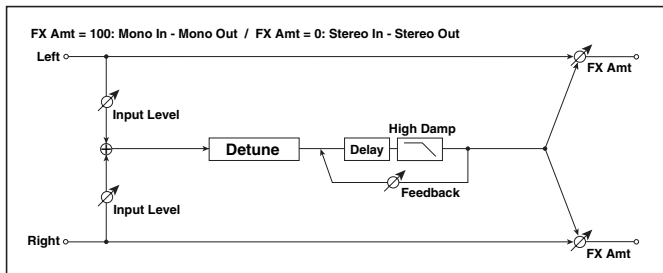 FX Amt = 100: Mono In - Mono Out / FX Amt = 0: Stereo In - Stereo Out
Left
FX Amt
Input Level
High Damp
Detune
Delay
Feedback
Input Level
Right
FX Amt